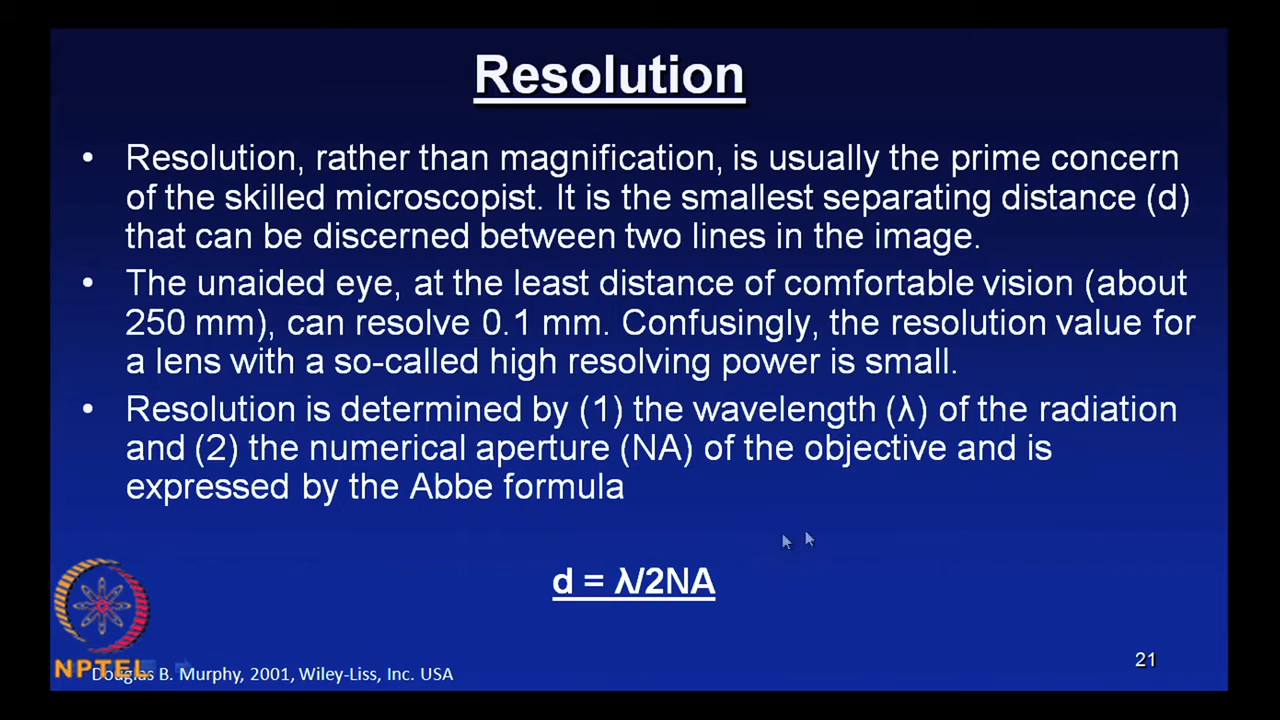 Resolution
• Resolution, rather than magnification, is usually the prime concern
of the skilled microscopist. It is the smallest separating distance (d)
that can be discerned between two lines in the image.
• The unaided eye, at the least distance of comfortable vision (about
250 mm), can resolve 0.1 mm. Confusingly, the resolution value for
a lens with a so-called high resolving power is small.
• Resolution is determined by (1) the wavelength (λ) of the radiation
and (2) the numerical aperture (NA) of the objective and is
expressed by the Abbe formula
d = λ/2NA
21
NPTEL
Douglas B. Murphy, 2001, Wiley-Liss, Inc. USA